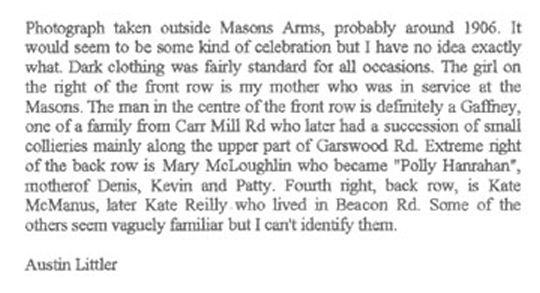 Photograph taken outside Masons Arms, probably around 1906. It
would seem to be some kind of celebration but I have no idea exactly
what. Dark clothing was fairly standard for all occasions. The girl on
the right of the front row is my mother who was in service at the
Masons. The man in the centre of the front row is definitely a Gaffney,
one of a family from Carr Mill Rd who later had a succession of small
collieries mainly along the upper part of Garswood Rd. Extreme right
of the back row is Mary McLoughlin who became "Polly Hanrahan",
motherof Denis, Kevin and Patty. Fourth right, back row, is Kate
McManus, later Kate Reilly who lived in Beacon Rd. Some of the
others seem vaguely familiar but I can't identify them.
Austin Littler